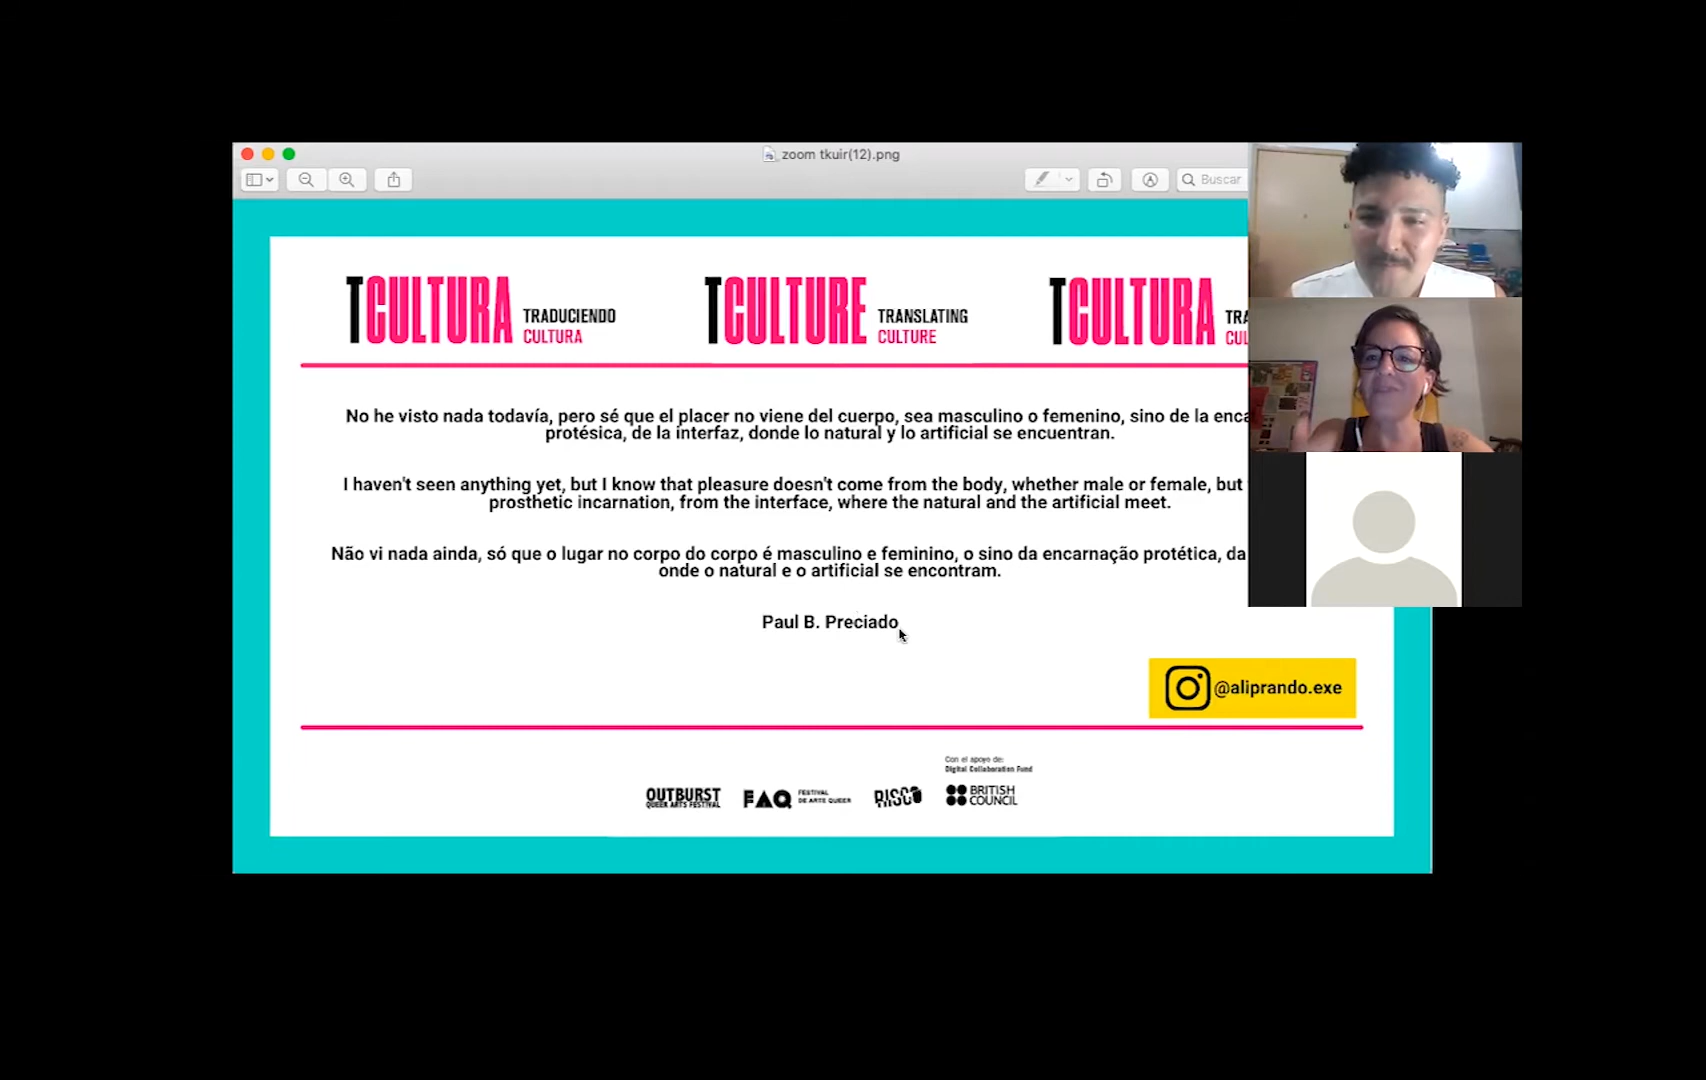 zoom tkuir(12).png
Buscar
TCULTURA TRADUCIENDO
CULTURA
TCULTURE TRANSLATING
CULTURE
TCULTURA
No he visto nada todavía, pero sé que el placer no viene del cuerpo, sea masculino o femenino, sino de la
protésica, de la interfaz, donde lo natural y lo artificial se encuentran.
I haven't seen anything yet, but I know that pleasure doesn't come from the body, whether male or female, but
prosthetic incarnation, from the interface, where the natural and the artificial meet.
Não vi nada ainda, só que o lugar no corpo do corpo é masculino e feminino, o sino da encarnação protética, da
onde o natural e o artificial se encontram.
Paul B. Preciado
@aliprando.exe
Con el apoyo de:
Digital Collaboration Fund
OUTBURST
QUEER ARTS FESTIVAL
FAQ FESTIVAL
DE ARTE QUEER
RISCO
BRITISH
COUNCIL